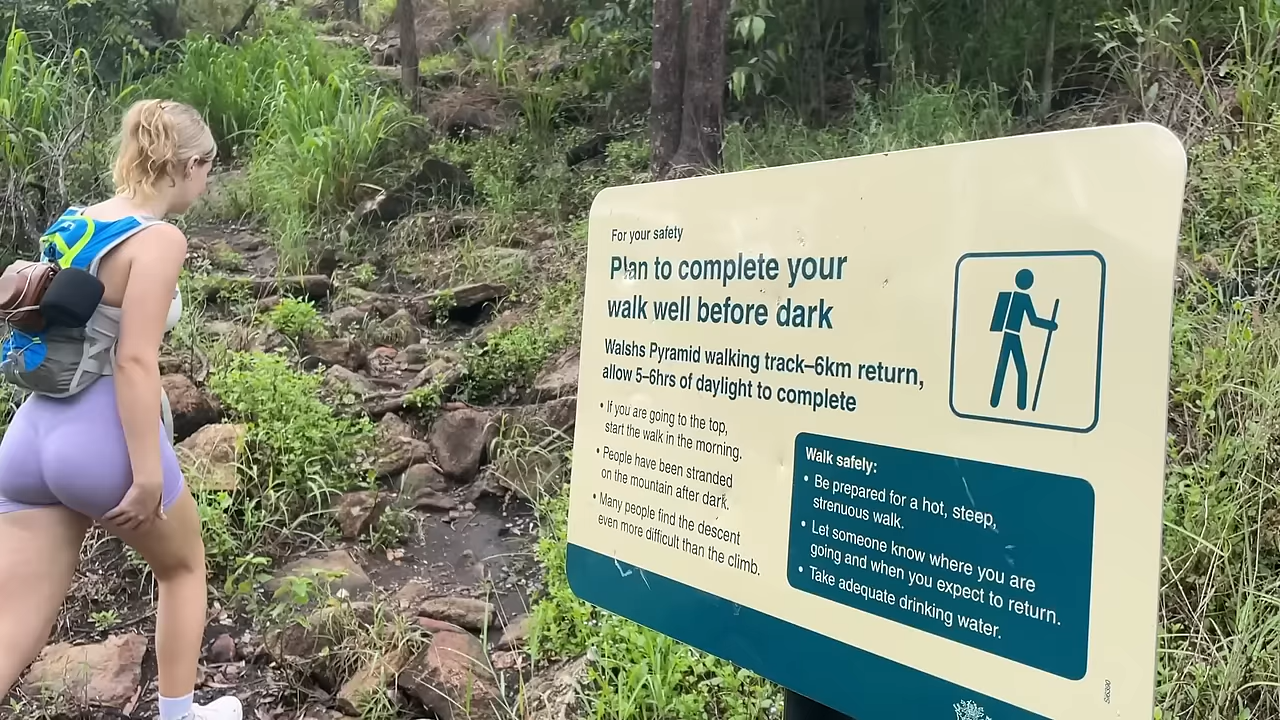 For your safety
Plan to complete your
walk well before dark
Walshs Pyramid walking track–6km return,
allow 5–6hrs of daylight to complete
• If you are going to the top,
start the walk in the morning.
• People have been stranded
on the mountain after dark.
• Many people find the descent
even more difficult than the climb.
Walk safely:
• Be prepared for a hot, steep,
strenuous walk.
• Let someone know where you are
going and when you expect to return.
• Take adequate drinking water.